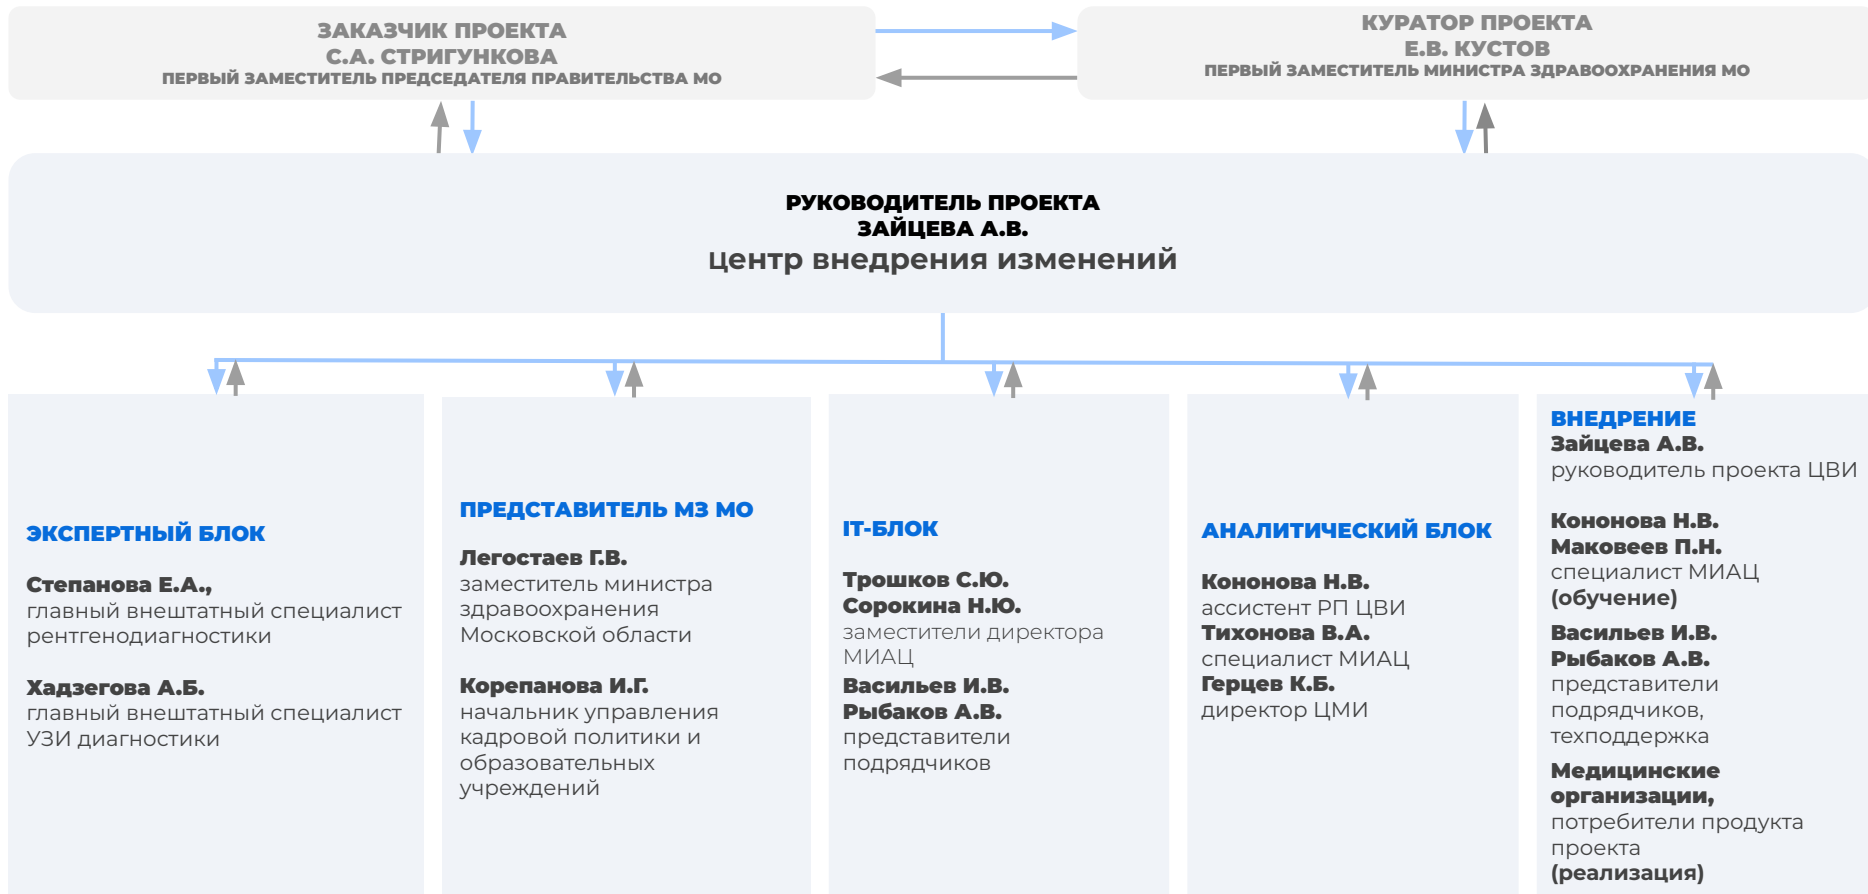 ЗАКАЗЧИК ПРОЕКТА
С.А. СТРИГУНКОВА
ПЕРВЫЙ ЗАМЕСТИТЕЛЬ ПРЕДСЕДАТЕЛЯ ПРАВИТЕЛЬСТВА МО
КУРАТОР ПРОЕКТА
Е.В. КУСТОВ
ПЕРВЫЙ ЗАМЕСТИТЕЛЬ МИНИСТРА ЗДРАВООХРАНЕНИЯ МО
РУКОВОДИТЕЛЬ ПРОЕКТА
ЗАЙЦЕВА А.В.
центр внедрения изменений
ЭКСПЕРТНЫЙ БЛОК
Степанова Е.А.,
главный внештатный специалист
рентгенодиагностики
Хадзегова А.Б.
главный внештатный специалист
УЗИ диагностики
ПРЕДСТАВИТЕЛЬ МЗ МО
Легостаев Г.В.
заместитель министра
здравоохранения
Московской области
Корепанова И.Г.
начальник управления
кадровой политики и
образовательных
учреждений
IT-БЛОК
Трошков С.Ю.
Сорокина Н.Ю.
заместители директора
МИАЦ
Васильев И.В.
Рыбаков А.В.
представители
подрядчиков
АНАЛИТИЧЕСКИЙ БЛОК
Кононова Н.В.
ассистент РП ЦВИ
Тихонова В.А.
специалист МИАЦ
Герцев К.Б.
директор ЦМИ
ВНЕДРЕНИЕ
Зайцева А.В.
руководитель проекта ЦВИ
Кононова Н.В.
Маковеев П.Н.
специалист МИАЦ
(обучение)
Васильев И.В.
Рыбаков А.В.
представители
подрядчиков,
техподдержка
Медицинские
организации,
потребители продукта
проекта
(реализация)